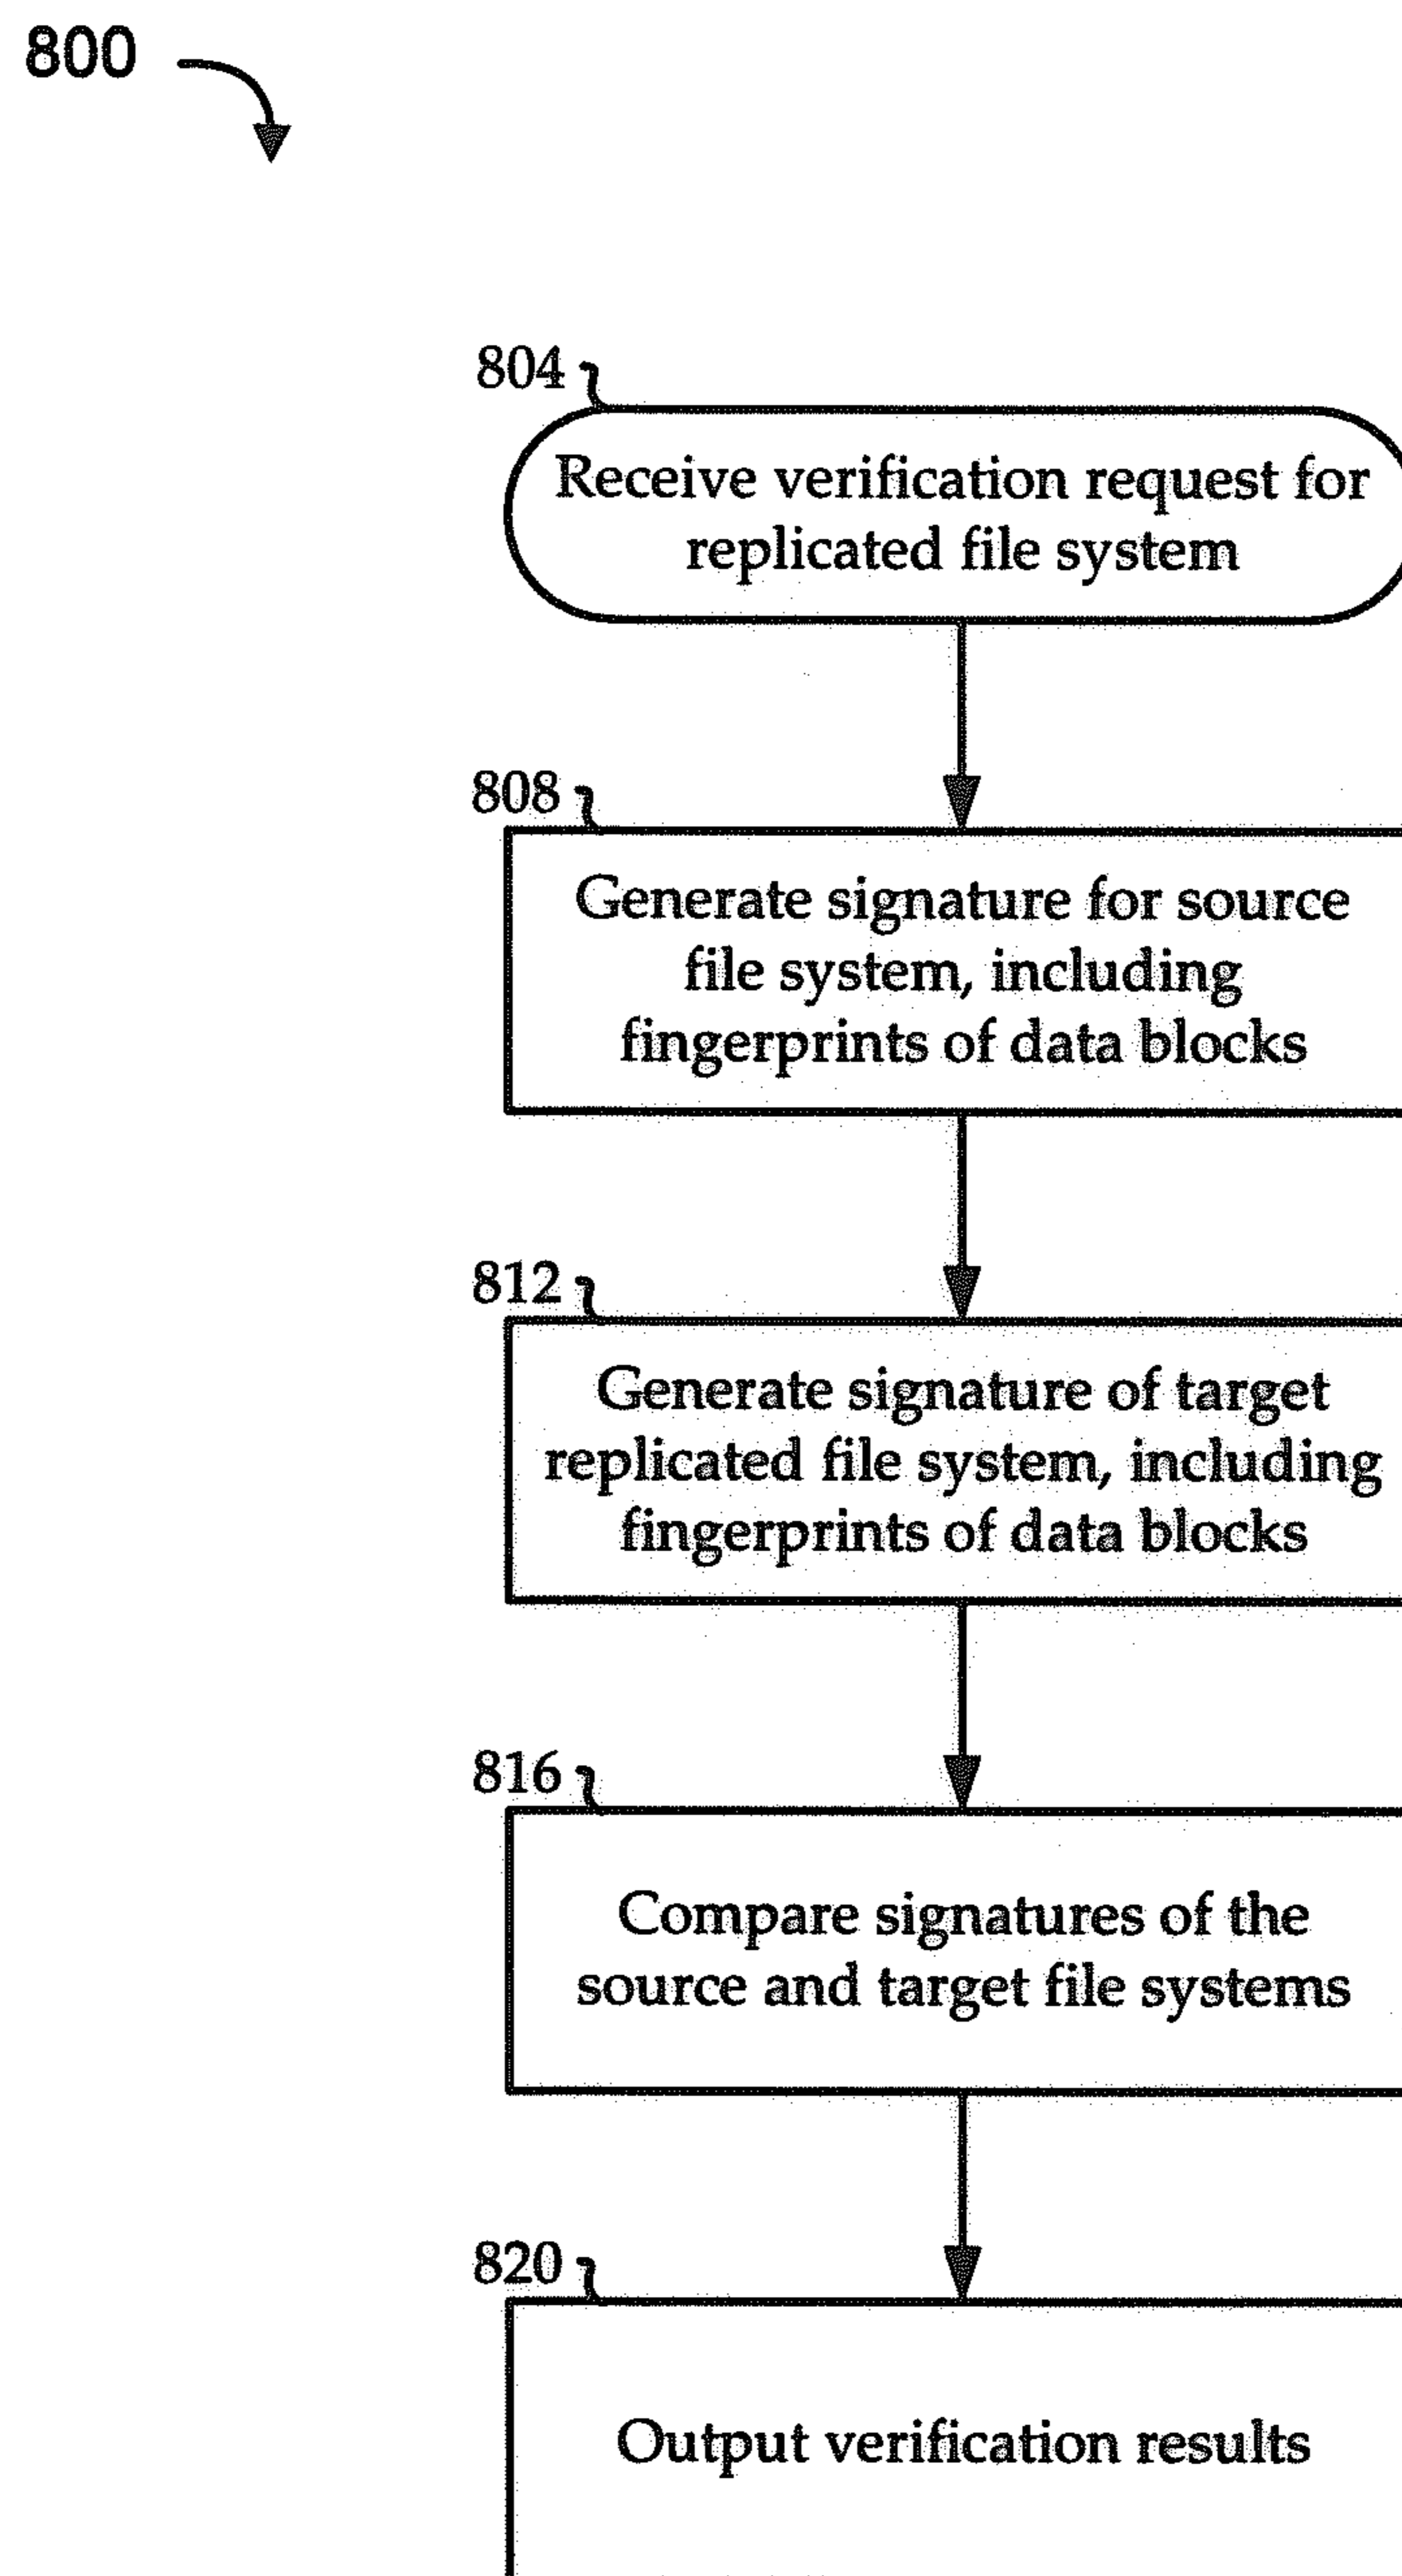 800
804
Receive verification request for
replicated file system
808
Generate signature for source
file system, including
fingerprints of data blocks
812
Generate signature of target
replicated file system, including
fingerprints of data blocks
816
Compare signatures of the
source and target file systems
820
Output verification results